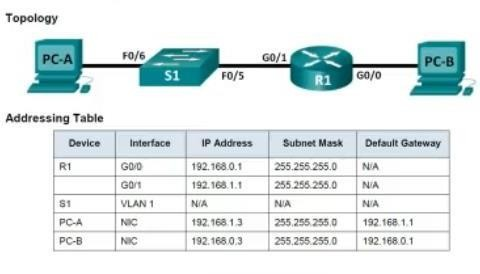 Topology
PC-A
F0/6
S1
F0/5
G0/1
R1
G0/0
PC-B
Addressing Table
Device Interface IP Address Subnet Mask Default Gateway
R1 G0/0 192.168.0.1 255.255.255.0 N/A
G0/1 192.168.1.1 255.255.255.0 N/A
S1 VLAN 1 N/A N/A N/A
PC-A NIC 192.168.1.3 255.255.255.0 192.168.1.1
PC-B NIC 192.168.0.3 255.255.255.0 192.168.0.1